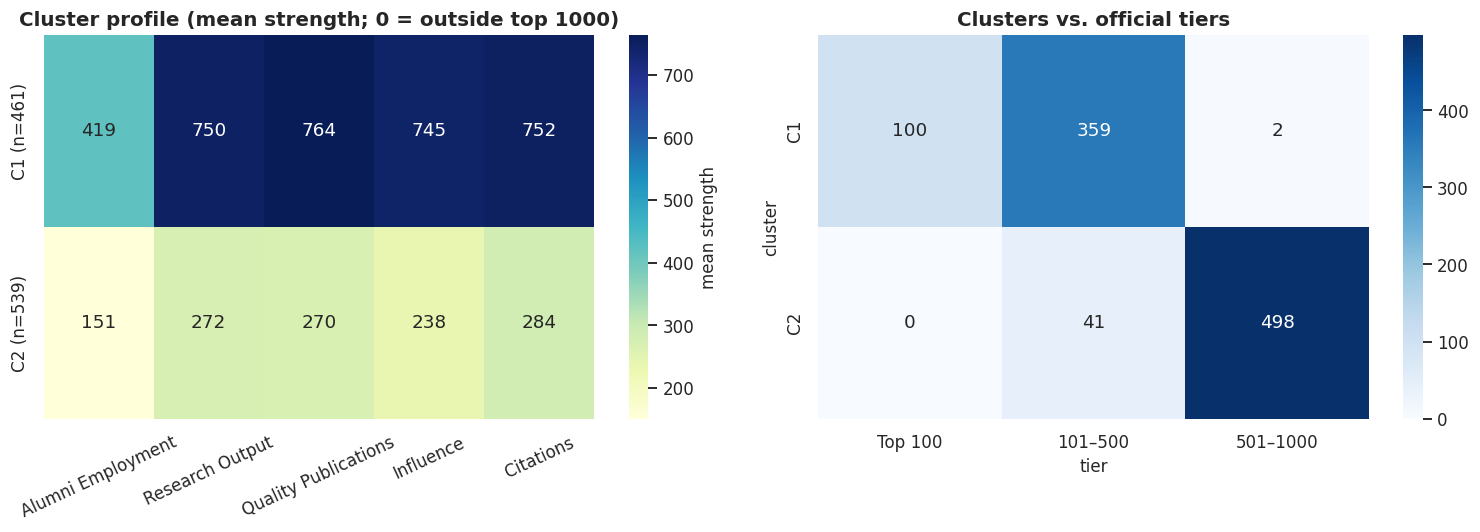 Cluster profile (mean strength; 0 = outside top 1000)
C1 (n=461)
C2 (n=539)
419 750 764 745 752
151 272 270 238 284
Alumni Employment
Research Output
Quality Publications
Influence
Citations
700
600
500
400
300
200
mean strength
Clusters vs. official tiers
cluster
C1
C2
100 359 2
0 41 498
Top 100 101–500 501–1000
tier
400
300
200
100
0